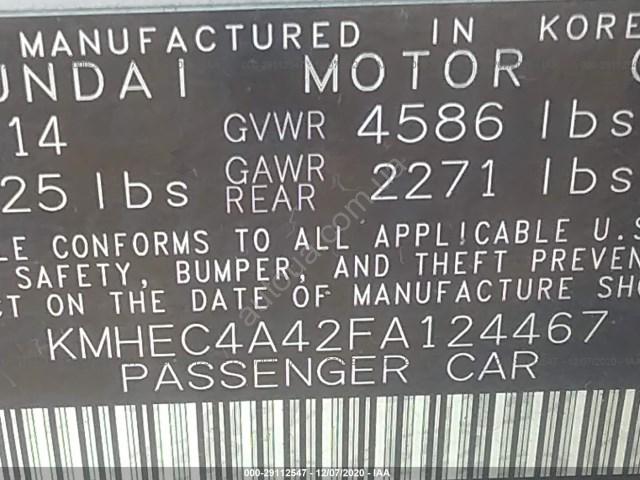 MANUFACTURED IN KORE
UNDAI MOTOR
14 GVWR 4586 lbs
25 lbs GAWR REAR 2271 lbs
LE CONFORMS TO ALL APPLICABLE U.S
SAFETY, BUMPER, AND THEFT PREVEN
CT ON THE DATE OF MANUFACTURE SHO
KMHEC4A42FA124467
PASSENGER CAR
000-29112547 - 12/07/2020 - IAA